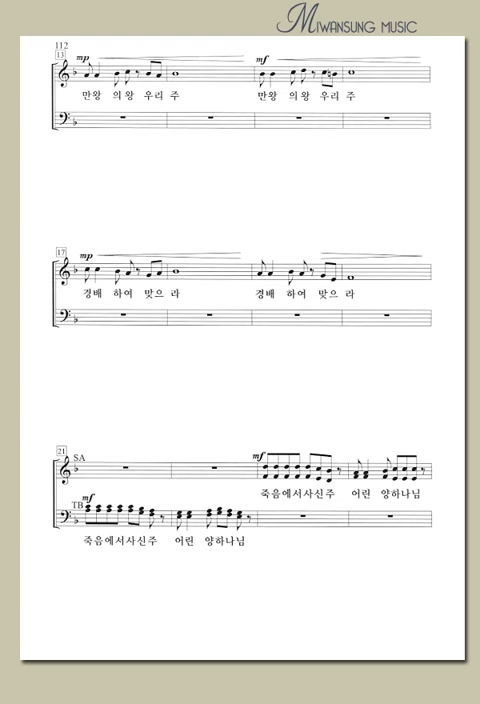 MIWANSUNG MUSIC
112
13
mp
mf
만왕 의왕 우리 주 만왕 의왕 우리 주
17
mp
경배 하여 맞으 라 경배 하여 맞으 라
21
SA
mf
죽음에서사신주 어린 양하나님
mf
TB
죽음에서사신주 어린 양하나님